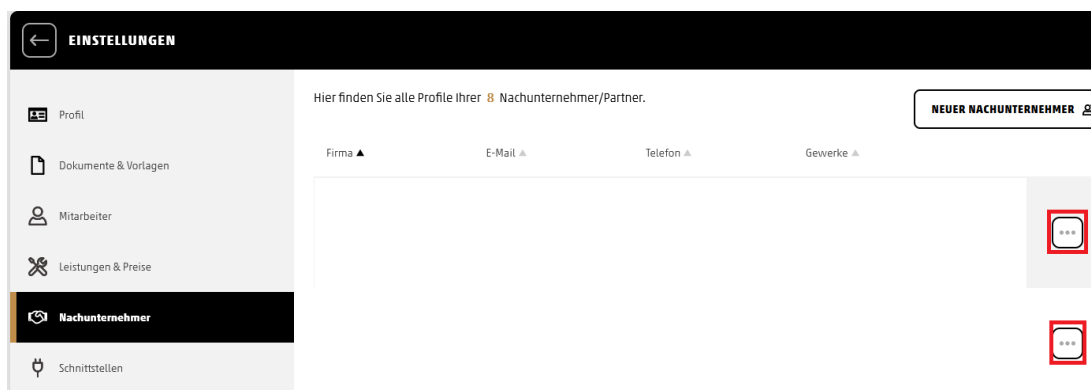 EINSTELLUNGEN
Profil
Dokumente & Vorlagen
Mitarbeiter
Leistungen & Preise
Nachunternehmer
Schnittstellen
Hier finden Sie alle Profile Ihrer 8 Nachunternehmer/Partner.
NEUER NACHUNTERNEHMER
Firma ▲ E-Mail ▲ Telefon ▲ Gewerke ▲